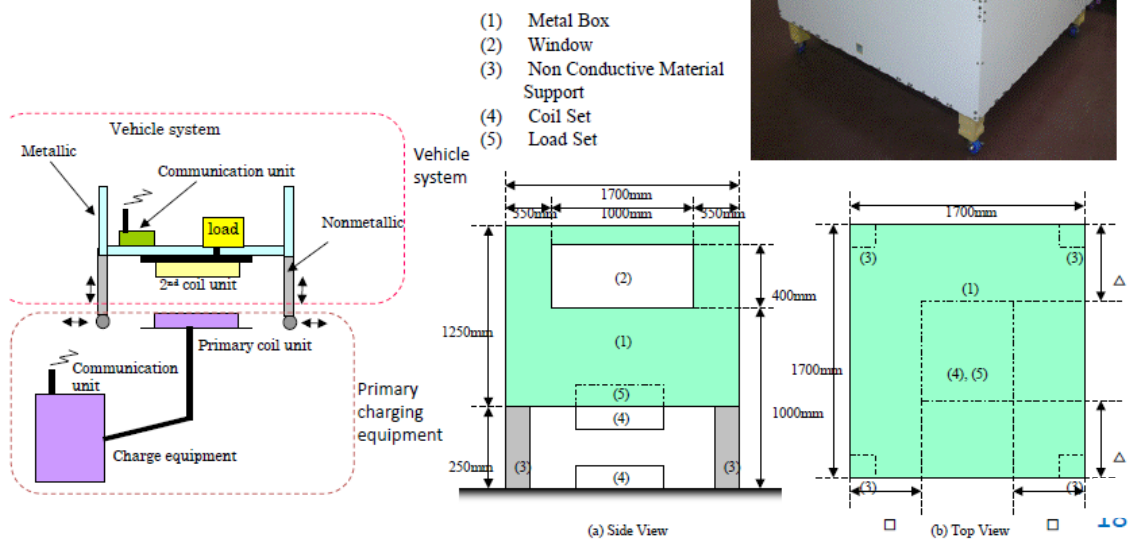 (1) Metal Box
(2) Window
(3) Non Conductive Material
Support
(4) Coil Set
(5) Load Set
Vehicle system
Metallic
Communication unit
Vehicle
system
load
Nonmetallic
2nd coil unit
Primary coil unit
Communication
unit
Primary
charging
equipment
Charge equipment
1700mm
350mm
1000mm
350mm
(2)
400mm
1250mm
(1)
(5)
(4)
1000mm
250mm
(3)
(4)
(3)
(a) Side View
1700mm
(3)
(3)
(1)
△
1700mm
(4), (5)
△
(3)
(3)
□
(b) Top View
□